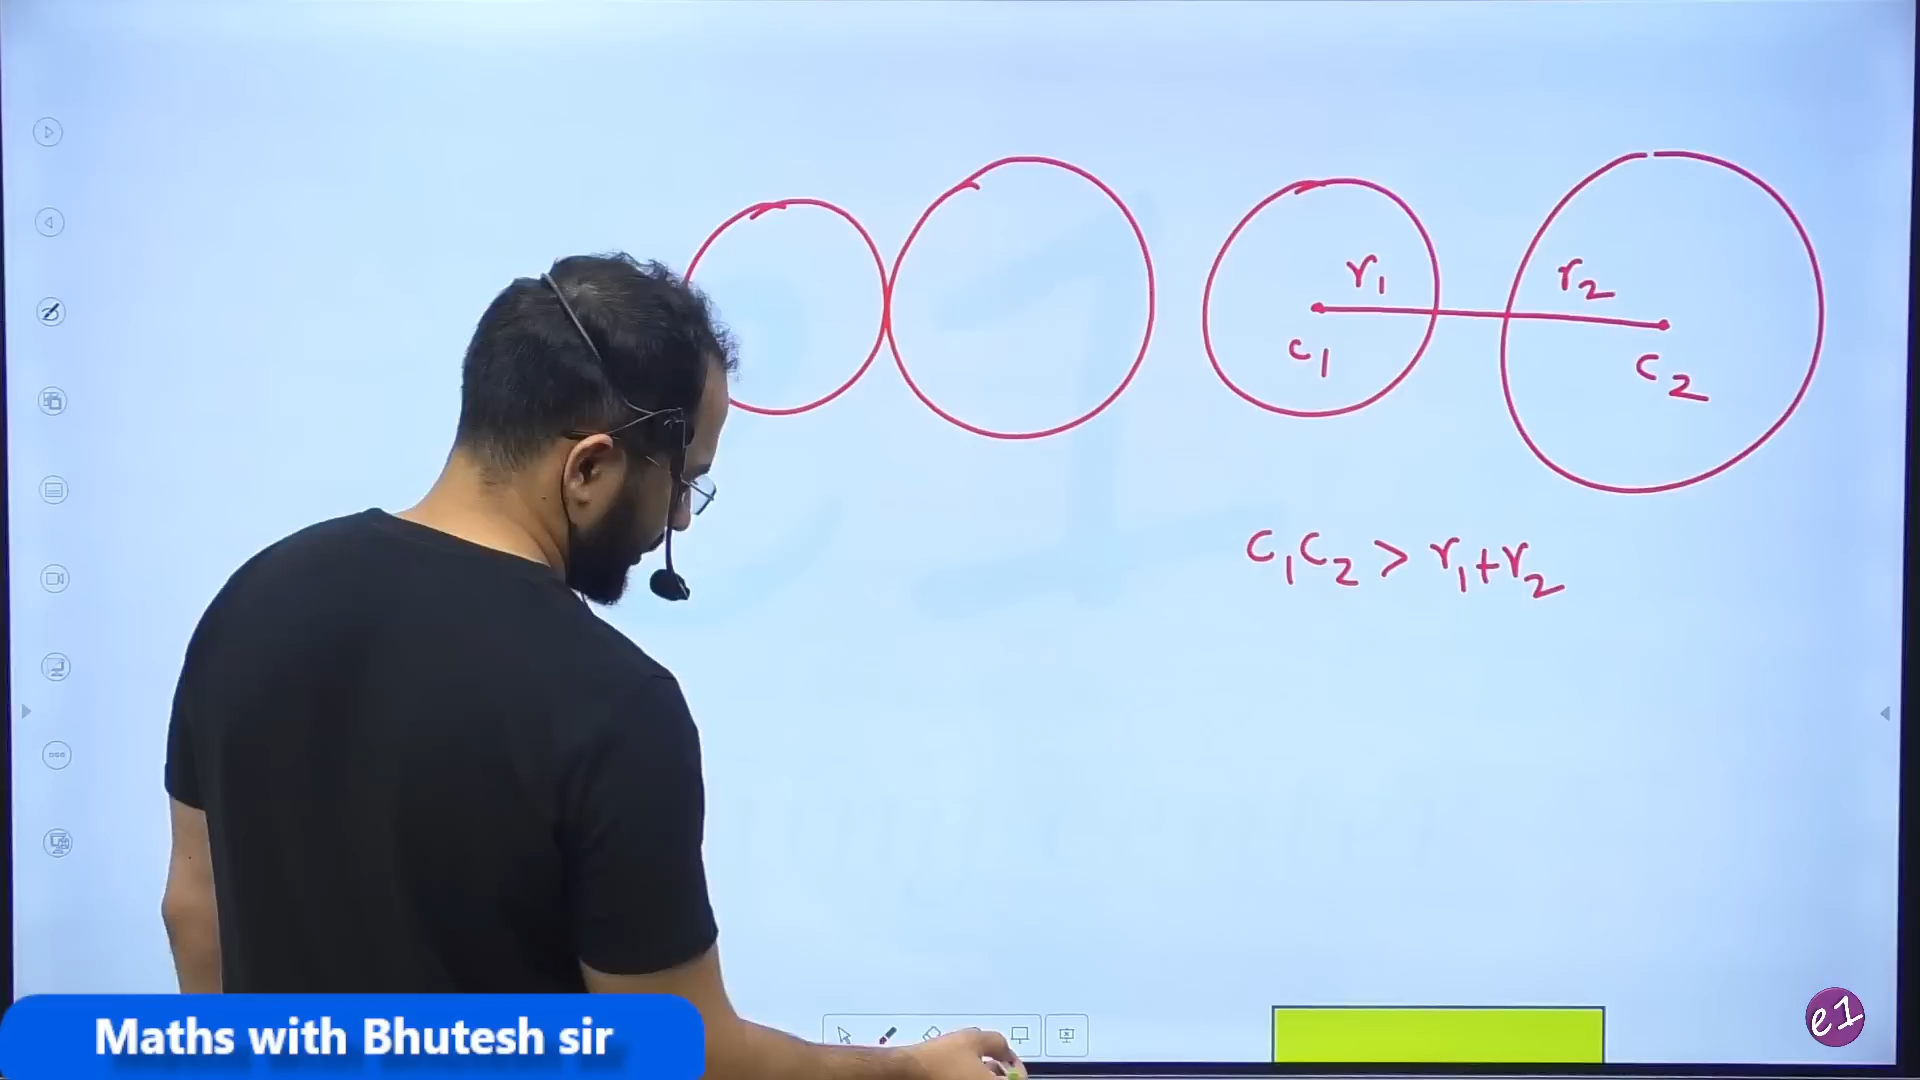 r₁
r₂
c₁
c₂
c₁c₂ > r₁+r₂
Maths with Bhutesh sir
e1